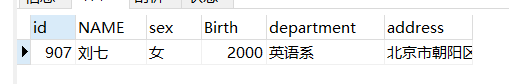 id NAME sex Birth department address
907 刘七 女 2000 英语系 北京市朝阳区